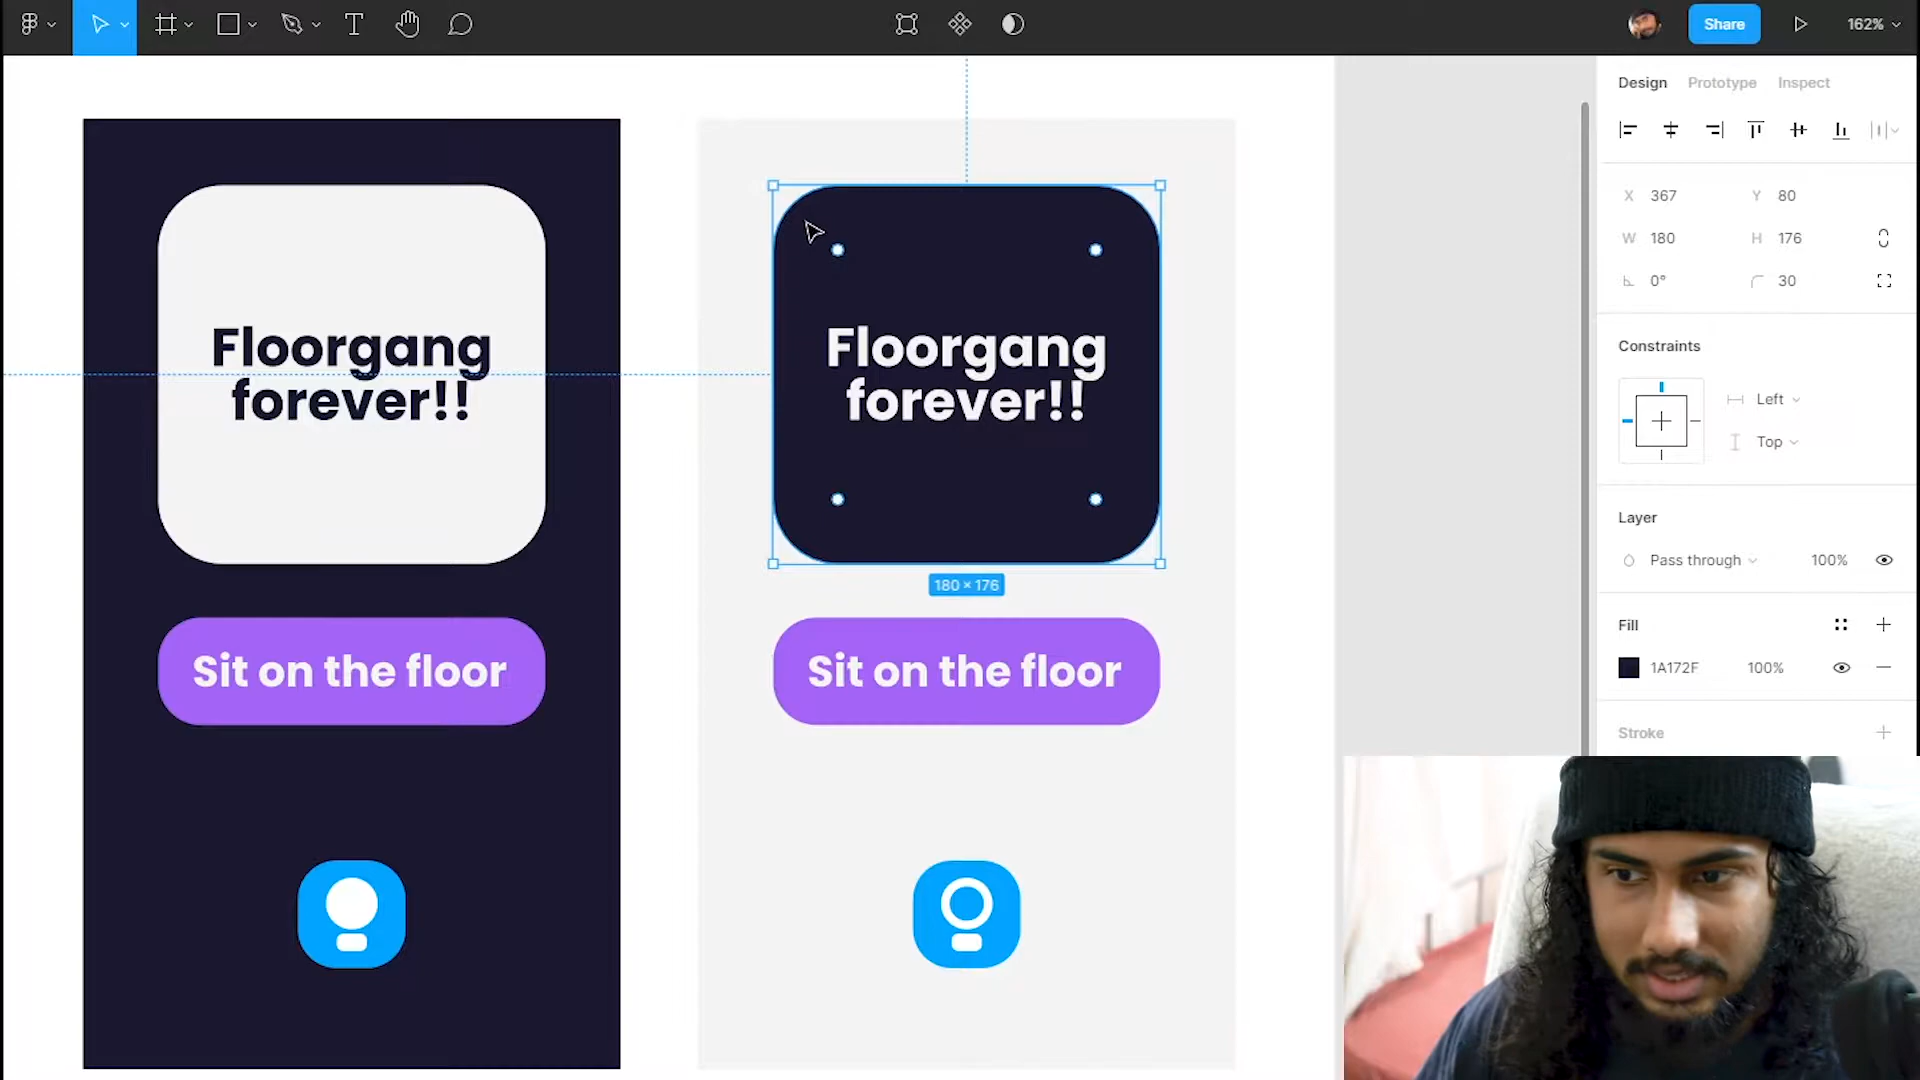 Share
162%
Design Prototype Inspect
X 367 Y 80
W 180 H 176
0° 30
Constraints
Left
Top
Layer
Pass through 100%
Fill
1A172F 100%
Stroke
Floorgang
forever!!
Sit on the floor
Floorgang
forever!!
180 × 176
Sit on the floor